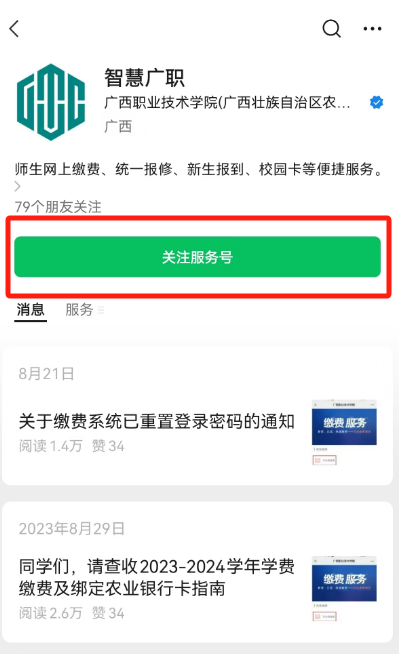 智慧广职
广西职业技术学院(广西壮族自治区农...
广西
师生网上缴费、统一报修、新生报到、校园卡等便捷服务。
79个朋友关注
关注服务号
消息 服务
8月21日
关于缴费系统已重置登录密码的通知
阅读 1.4万 赞 34
缴费服务
2023年8月29日
同学们，请查收2023-2024学年学费
缴费及绑定农业银行卡指南
阅读 2.6万 赞 34
缴费服务